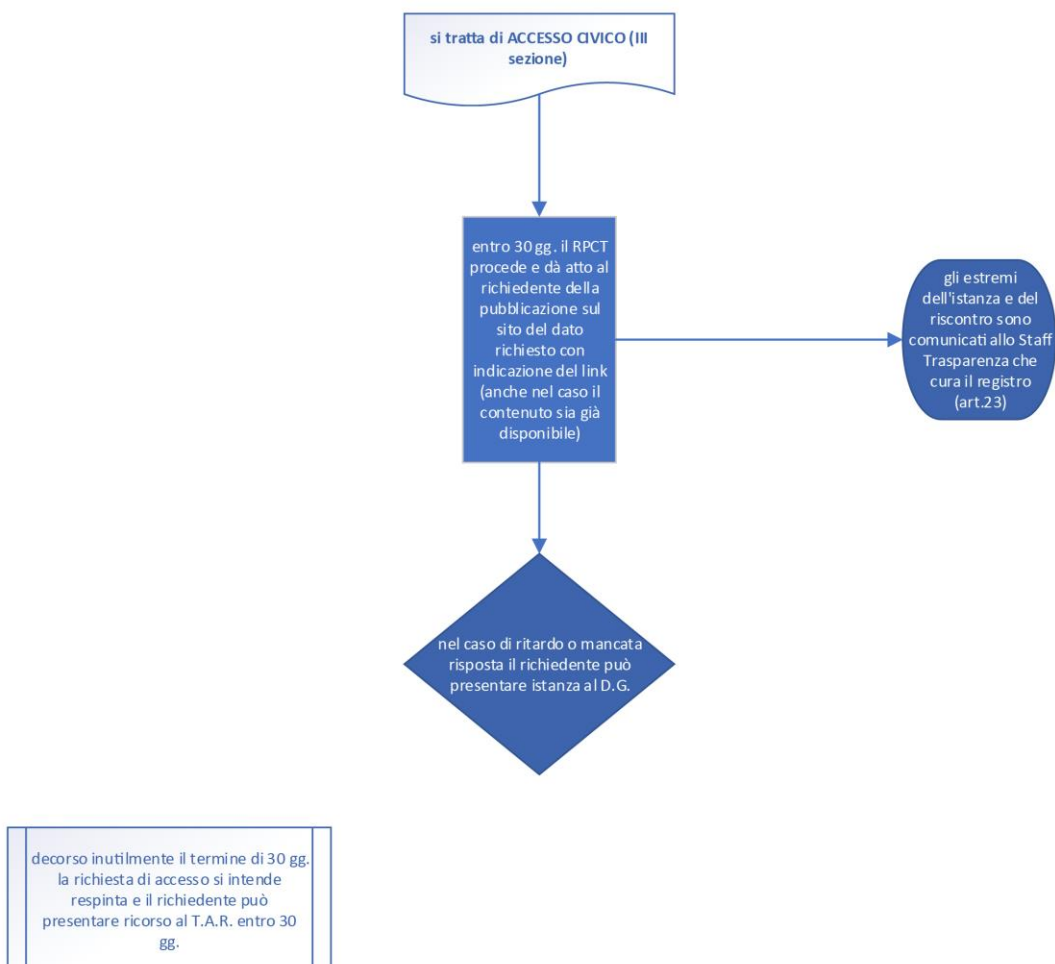 si tratta di ACCESSO CIVICO (III
sezione)
entro 30 gg. il RPCT
procede e dà atto al
richiedente della
pubblicazione sul
sito del dato
richiesto con
indicazione del link
(anche nel caso il
contenuto sia già
disponibile)
gli estremi
dell'istanza e del
riscontro sono
comunicati allo Staff
Trasparenza che
cura il registro
(art.23)
nel caso di ritardo o mancata
risposta il richiedente può
presentare istanza al D.G.
decorso inutilmente il termine di 30 gg.
la richiesta di accesso si intende
respinta e il richiedente può
presentare ricorso al T.A.R. entro 30
gg.